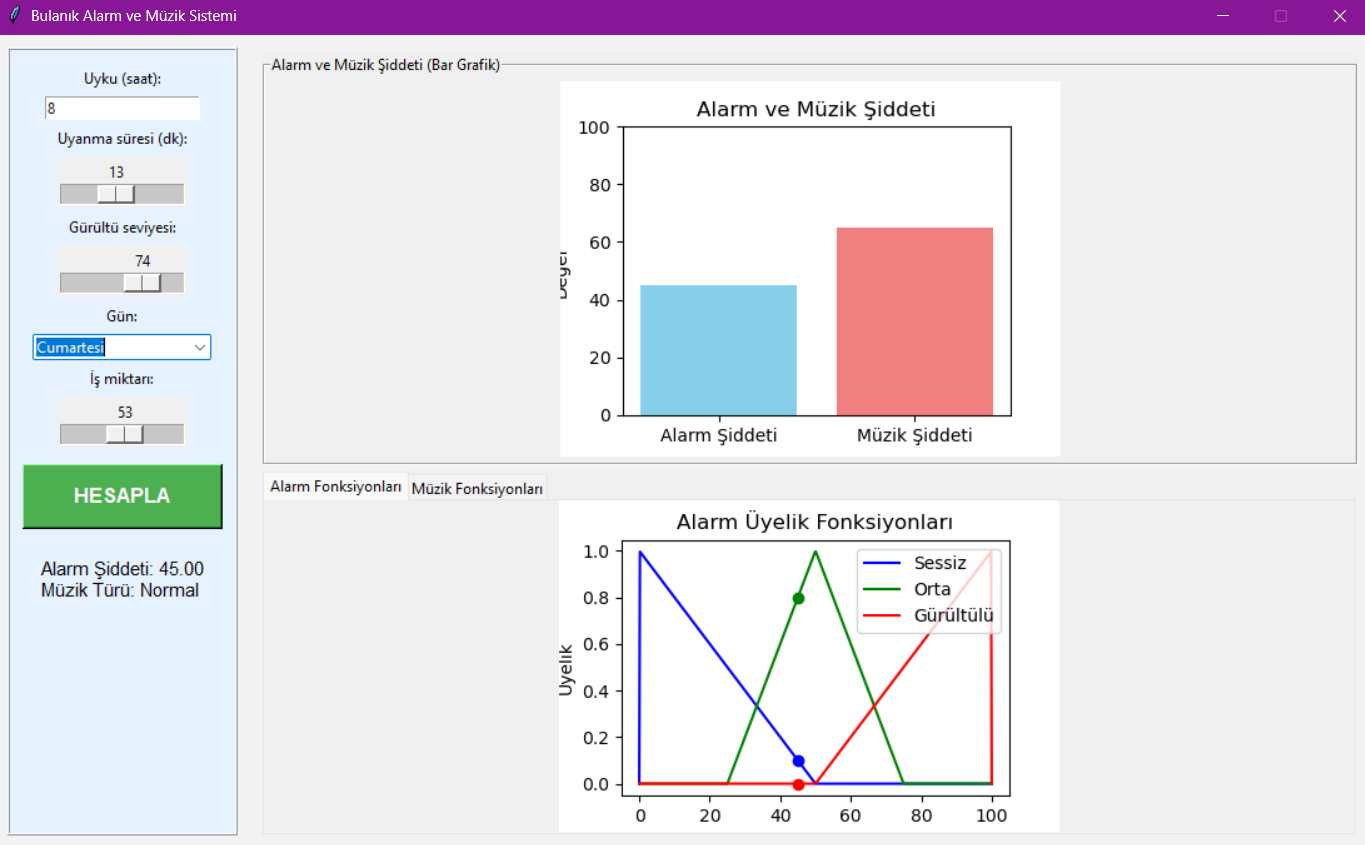 Bulanık Alarm ve Müzik Sistemi
Uyku (saat):
8
Uyanma süresi (dk):
13
Gürültü seviyesi:
74
Gün:
Cumartesi
İş miktarı:
53
HESAPLA
Alarm Şiddeti: 45.00
Müzik Türü: Normal
Alarm ve Müzik Şiddeti (Bar Grafik)
Alarm ve Müzik Şiddeti
Değer
100
80
60
40
20
0
Alarm Şiddeti
Müzik Şiddeti
Alarm Fonksiyonları
Müzik Fonksiyonları
Alarm Üyelik Fonksiyonları
Üyelik
1.0
0.8
0.6
0.4
0.2
0.0
0
20
40
60
80
100
Sessiz
Orta
Gürültülü